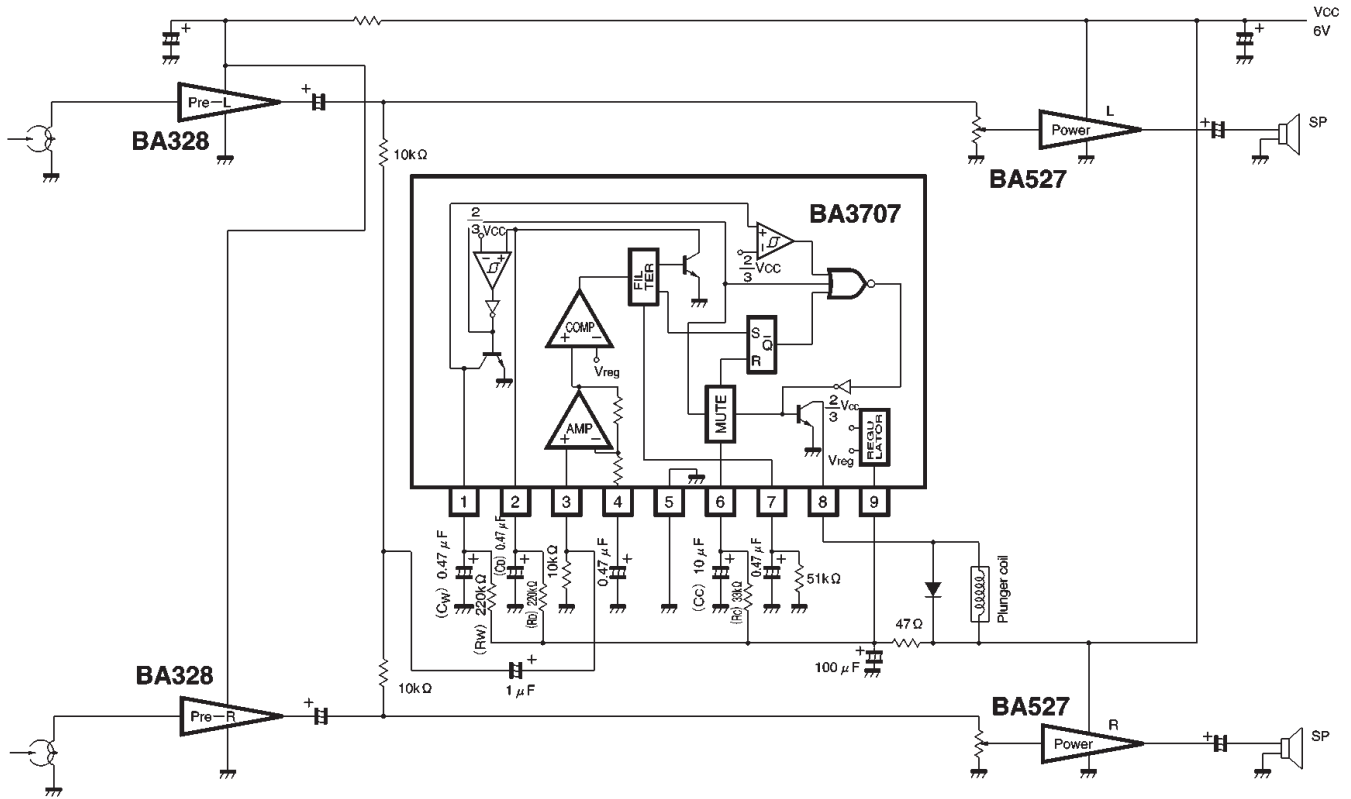 VCC
6V
+
+
Pre—L
+
BA328
10kΩ
L
Power
+
SP
BA527
BA3707
2/3 VCC
− +
+
−
2/3 VCC
FIL
TER
COMP
+ −
Vreg
S
Q̅
R
AMP
+ −
MUTE
2/3 Vcc
Vreg
REGU
LATOR
1 2 3 4 5 6 7 8 9
(CW) 0.47 μF
+
(RW) 220kΩ
(CD) 0.47 μF
+
(RD) 220kΩ
10kΩ
0.47 μF
+
(CC) 10 μF
+
(RC) 33kΩ
0.47 μF
+
51kΩ
Plunger coil
47Ω
+
100 μF
+
1 μF
10kΩ
BA328
Pre—R
+
BA527
R
Power
+
SP